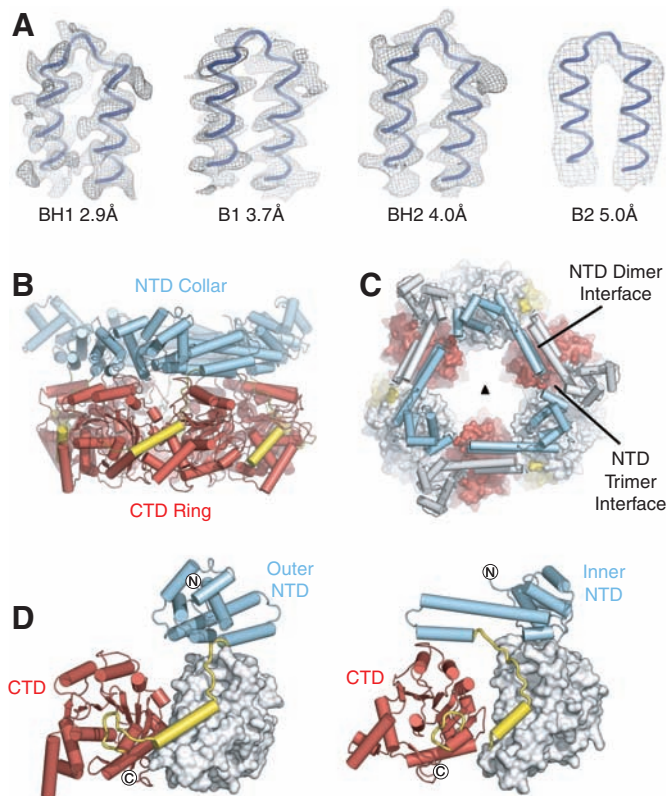 A
BH1 2.9Å
B1 3.7Å
BH2 4.0Å
B2 5.0Å
B
NTD Collar
CTD Ring
C
NTD Dimer
Interface
NTD
Trimer
Interface
D
N
Outer
NTD
CTD
C
N
Inner
NTD
CTD
C